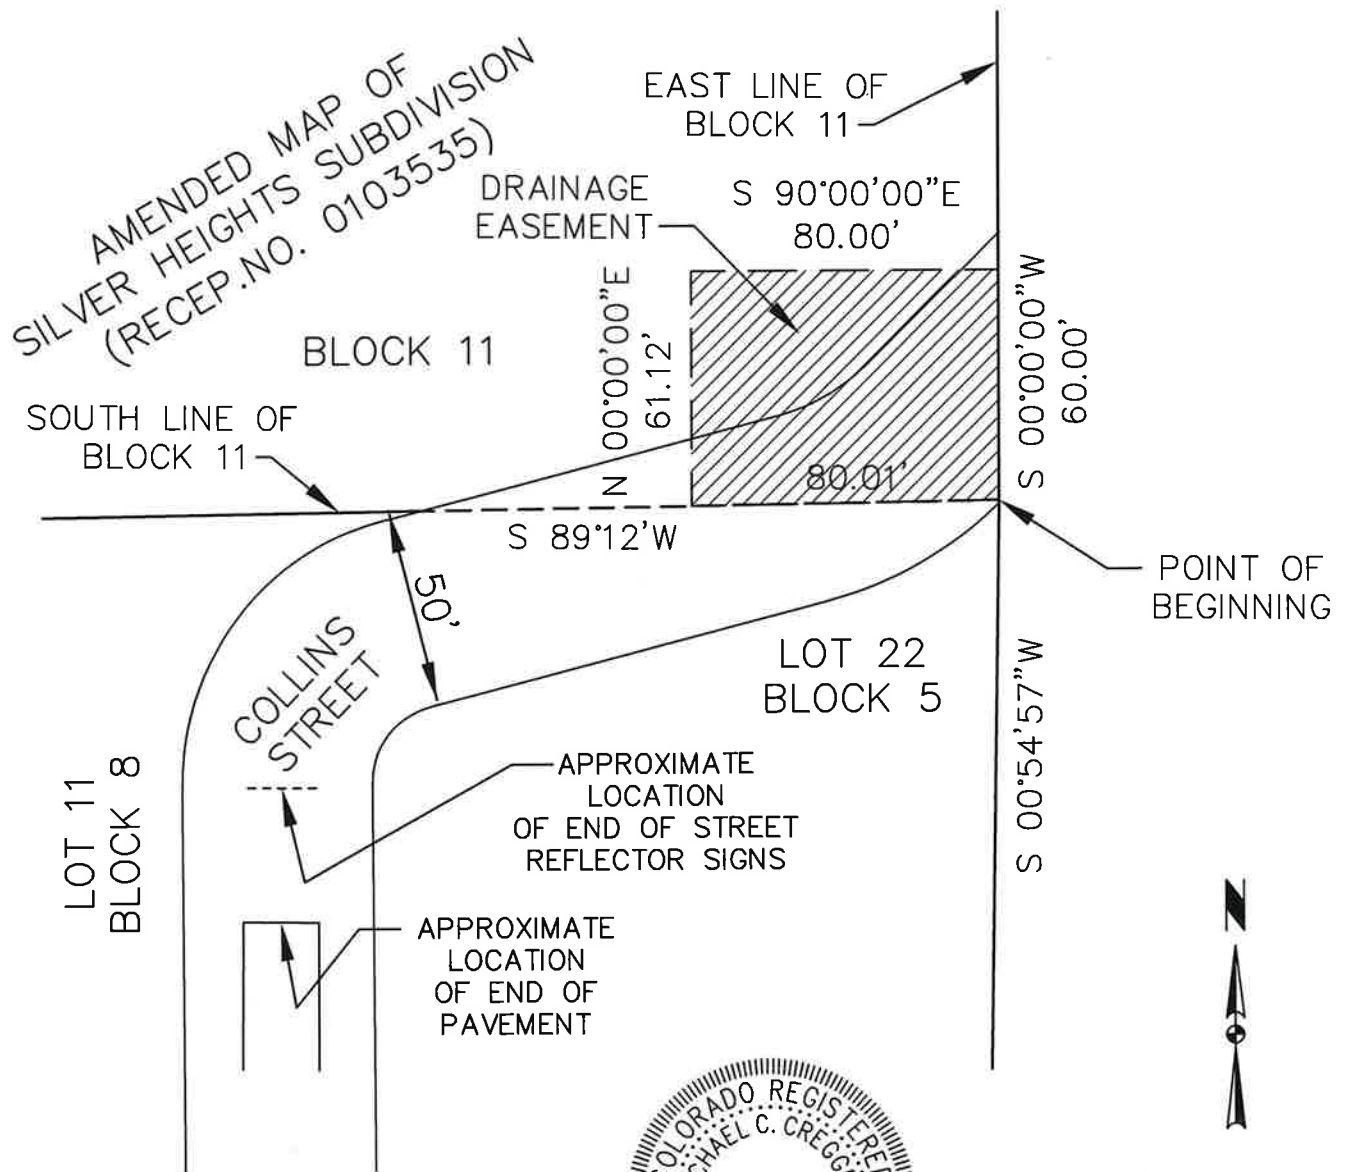 AMENDED MAP OF
SILVER HEIGHTS SUBDIVISION
(RECEP.NO. 0103535)
EAST LINE OF
BLOCK 11
DRAINAGE
EASEMENT
S 90°00'00"E
80.00'
N 00°00'00"E
61.12'
S 00°00'00"W
60.00'
BLOCK 11
SOUTH LINE OF
BLOCK 11
80.01'
S 89°12'W
50'
POINT OF
BEGINNING
COLLINS
STREET
LOT 22
BLOCK 5
S 00°54'57"W
LOT 11
BLOCK 8
APPROXIMATE
LOCATION
OF END OF STREET
REFLECTOR SIGNS
APPROXIMATE
LOCATION
OF END OF
PAVEMENT
N
COLORADO REGISTERED
C. CREGG